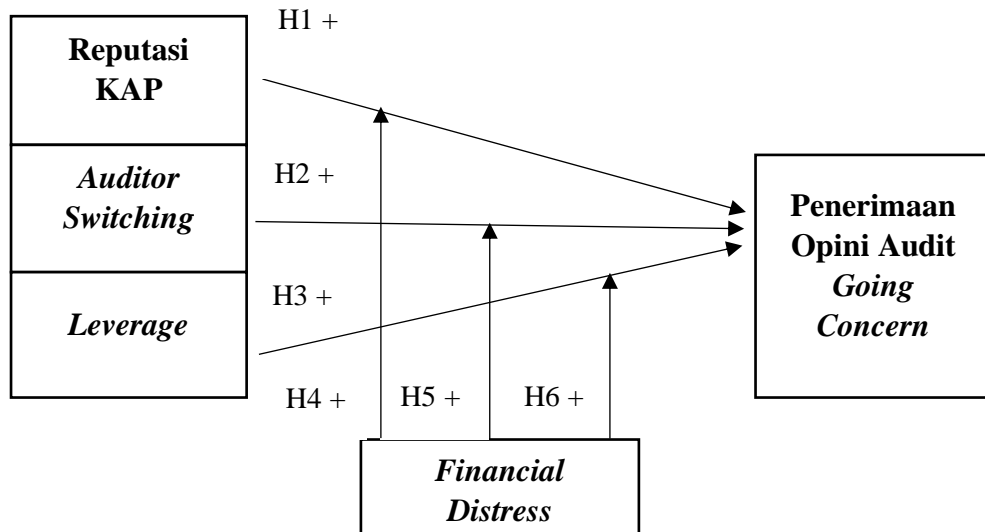 H1 +
Reputasi
KAP
H2 +
Auditor
Switching
H3 +
Leverage
Penerimaan
Opini Audit
Going
Concern
H4 +
H5 +
H6 +
Financial
Distress